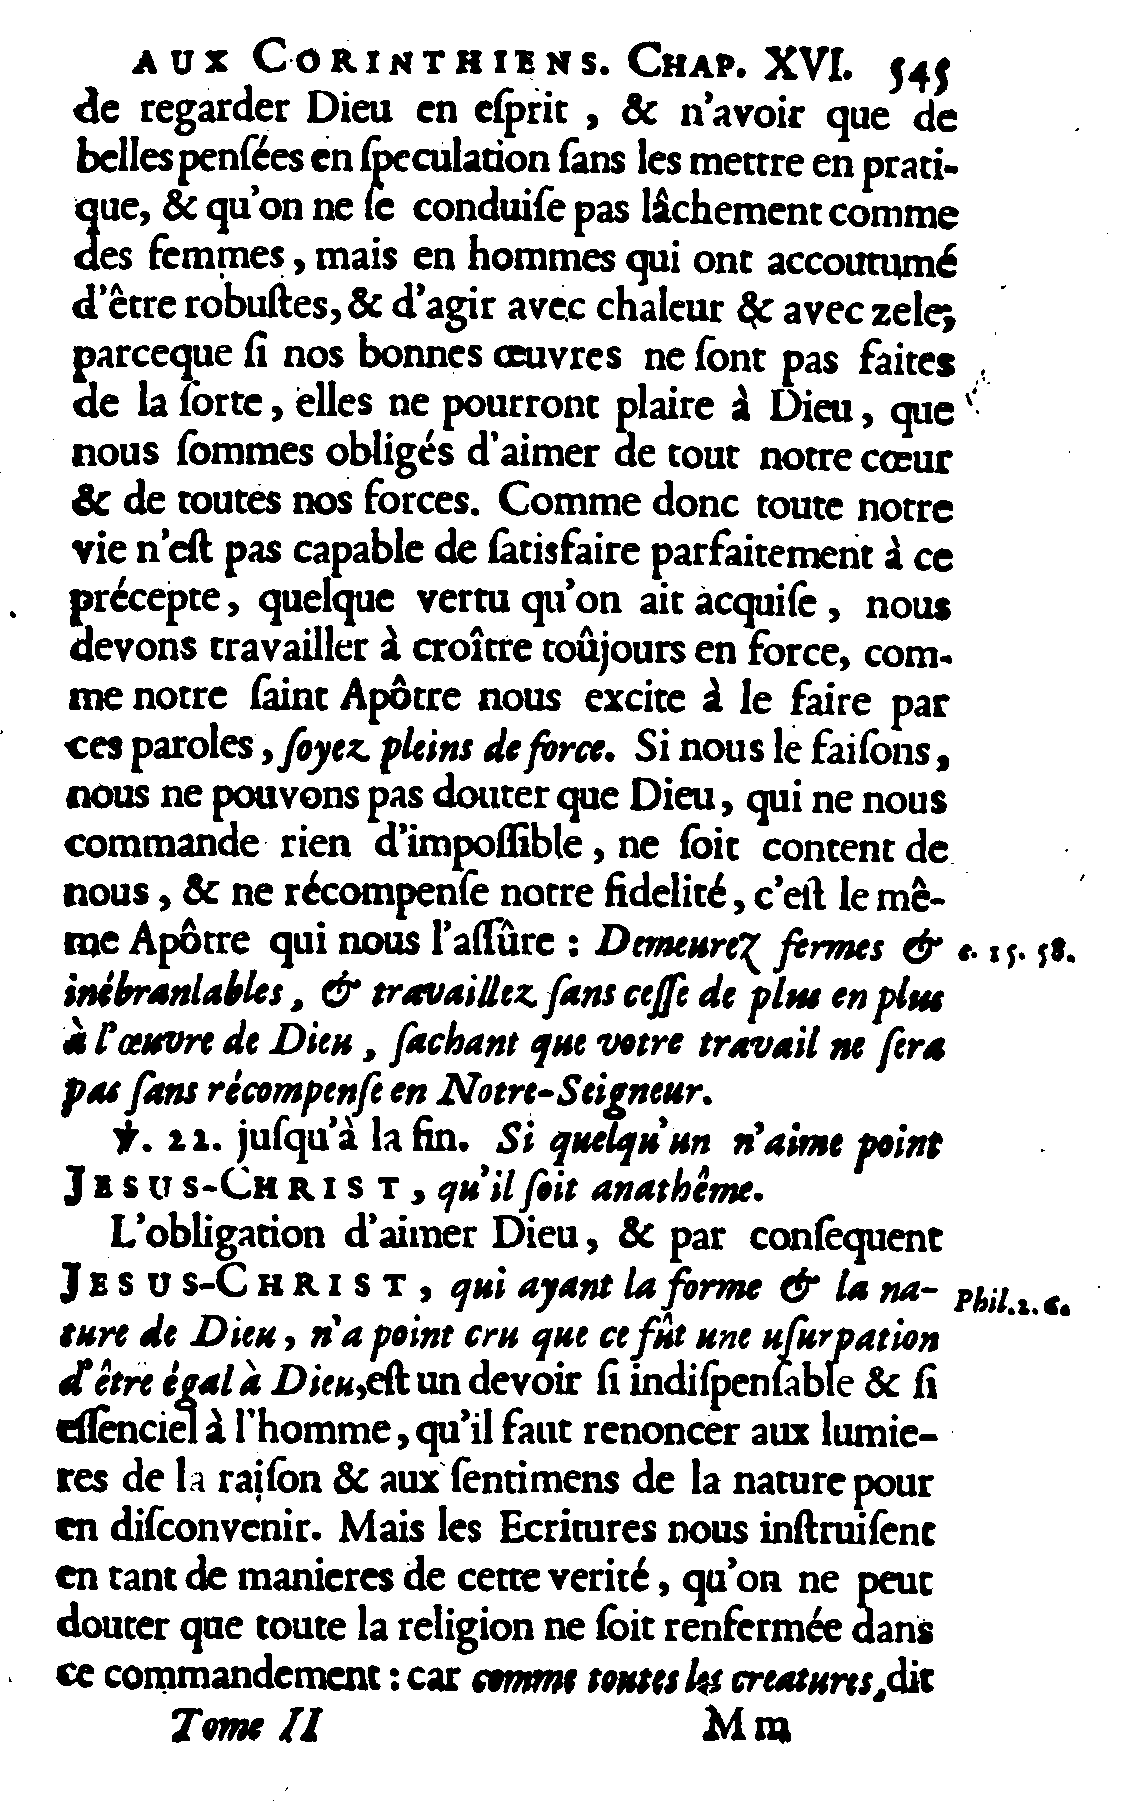 AUX CORINTHIENS. CHAP. XVI. 545
de regarder Dieu en eſprit, & n'avoir que de
belles penſées en ſpeculation ſans les mettre en prati-
que, & qu'on ne ſe conduiſe pas lâchement comme
des femmes, mais en hommes qui ont accoutumé
d'être robuſtes, & d'agir avec chaleur & avec zele;
parceque ſi nos bonnes œuvres ne ſont pas faites
de la ſorte, elles ne pourront plaire à Dieu, que
nous ſommes obligés d'aimer de tout notre cœur
& de toutes nos forces. Comme donc toute notre
vie n'eſt pas capable de ſatisfaire parfaitement à ce
précepte, quelque vertu qu'on ait acquiſe, nous
devons travailler à croître toûjours en force, com-
me notre ſaint Apôtre nous excite à le faire par
ces paroles, ſoyez pleins de force. Si nous le faiſons,
nous ne pouvons pas douter que Dieu, qui ne nous
commande rien d'impoſſible, ne ſoit content de
nous, & ne récompenſe notre fidelité, c'eſt le mê-
me Apôtre qui nous l'aſſûre : Demeurez fermes & c. 15. 58.
inébranlables, & travaillez ſans ceſſe de plus en plus
à l'œuvre de Dieu, ſachant que votre travail ne ſera
pas ſans récompenſe en Notre-Seigneur.
℣. 22. juſqu'à la fin. Si quelqu'un n'aime point
JESUS-CHRIST, qu'il ſoit anathême.
L'obligation d'aimer Dieu, & par conſequent
JESUS-CHRIST, qui ayant la forme & la na- Phil. 2. 6.
ture de Dieu, n'a point cru que ce fût une uſurpation
d'être égal à Dieu, eſt un devoir ſi indiſpenſable & ſi
eſſenciel à l'homme, qu'il faut renoncer aux lumie-
res de la raiſon & aux ſentimens de la nature pour
en diſconvenir. Mais les Ecritures nous inſtruiſent
en tant de manieres de cette verité, qu'on ne peut
douter que toute la religion ne ſoit renfermée dans
ce commandement : car comme toutes les creatures, dit
Tome II M m